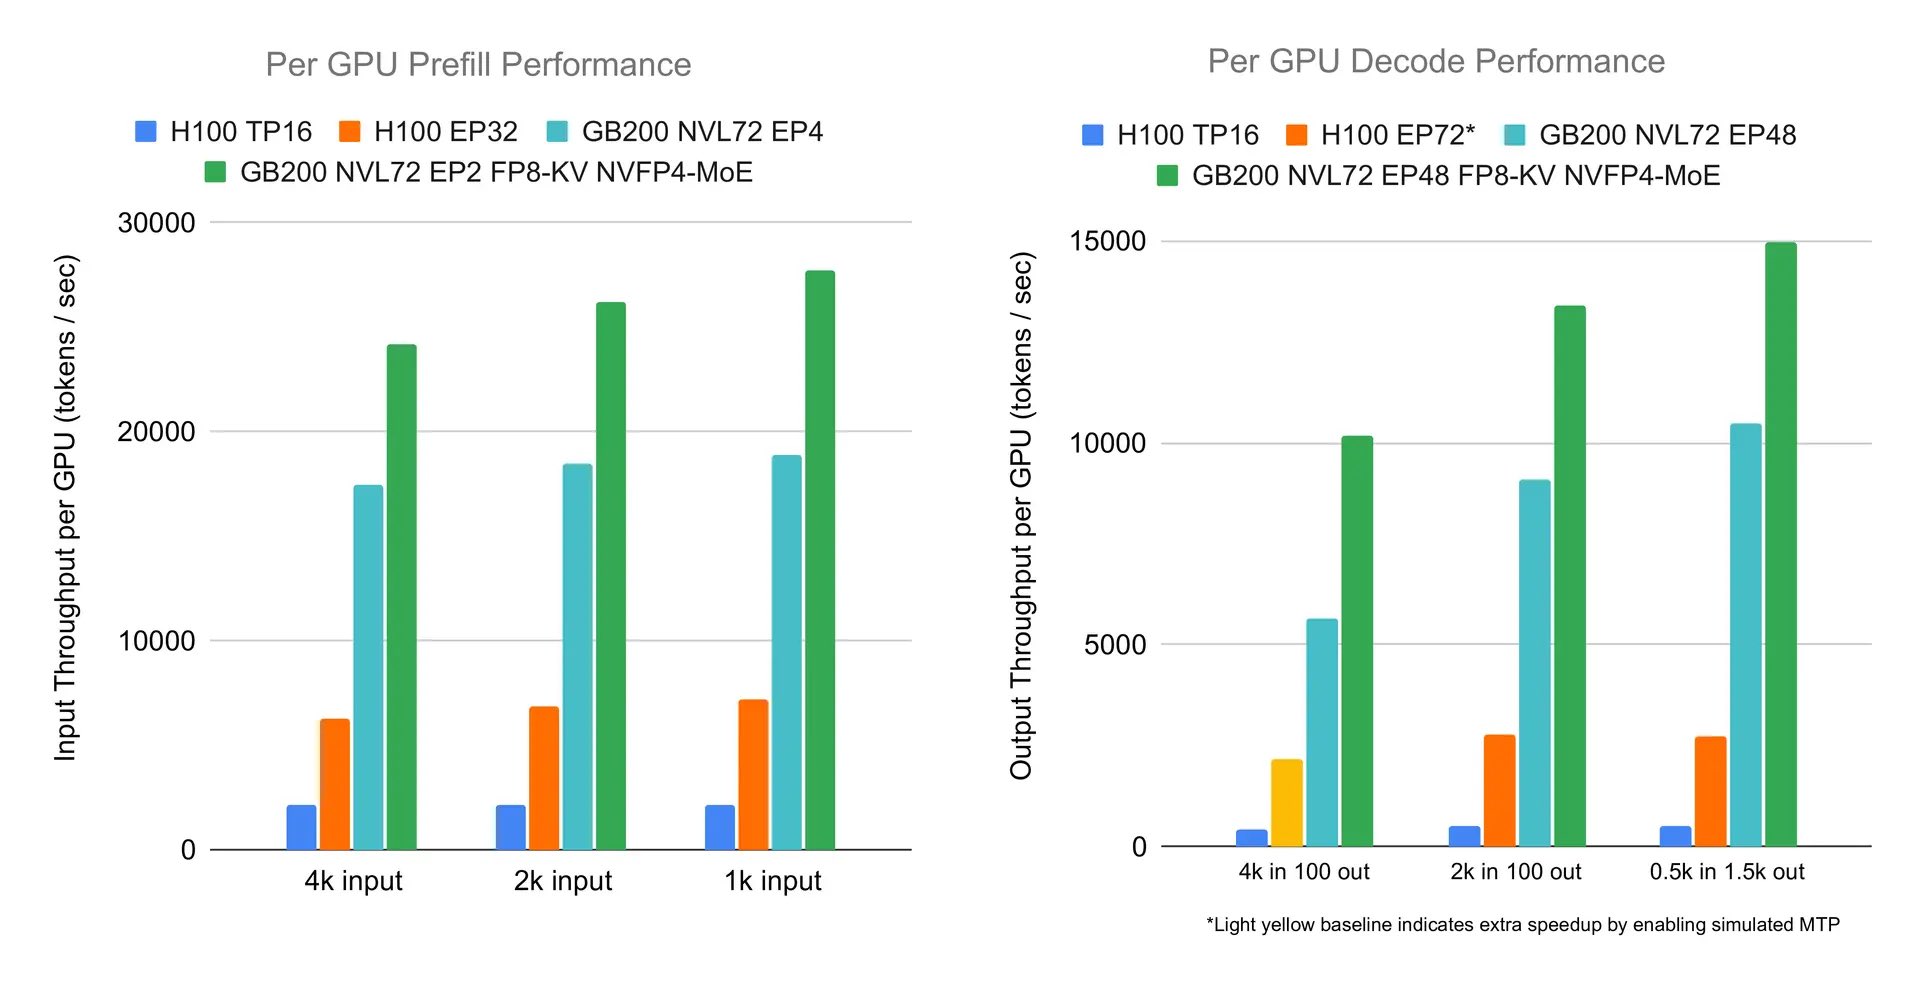 Per GPU Prefill Performance
H100 TP16 H100 EP32 GB200 NVL72 EP4
GB200 NVL72 EP2 FP8-KV NVFP4-MoE
Input Throughput per GPU (tokens / sec)
30000
20000
10000
0
4k input 2k input 1k input
Per GPU Decode Performance
H100 TP16 H100 EP72* GB200 NVL72 EP48
GB200 NVL72 EP48 FP8-KV NVFP4-MoE
Output Throughput per GPU (tokens / sec)
15000
10000
5000
0
4k in 100 out 2k in 100 out 0.5k in 1.5k out
*Light yellow baseline indicates extra speedup by enabling simulated MTP